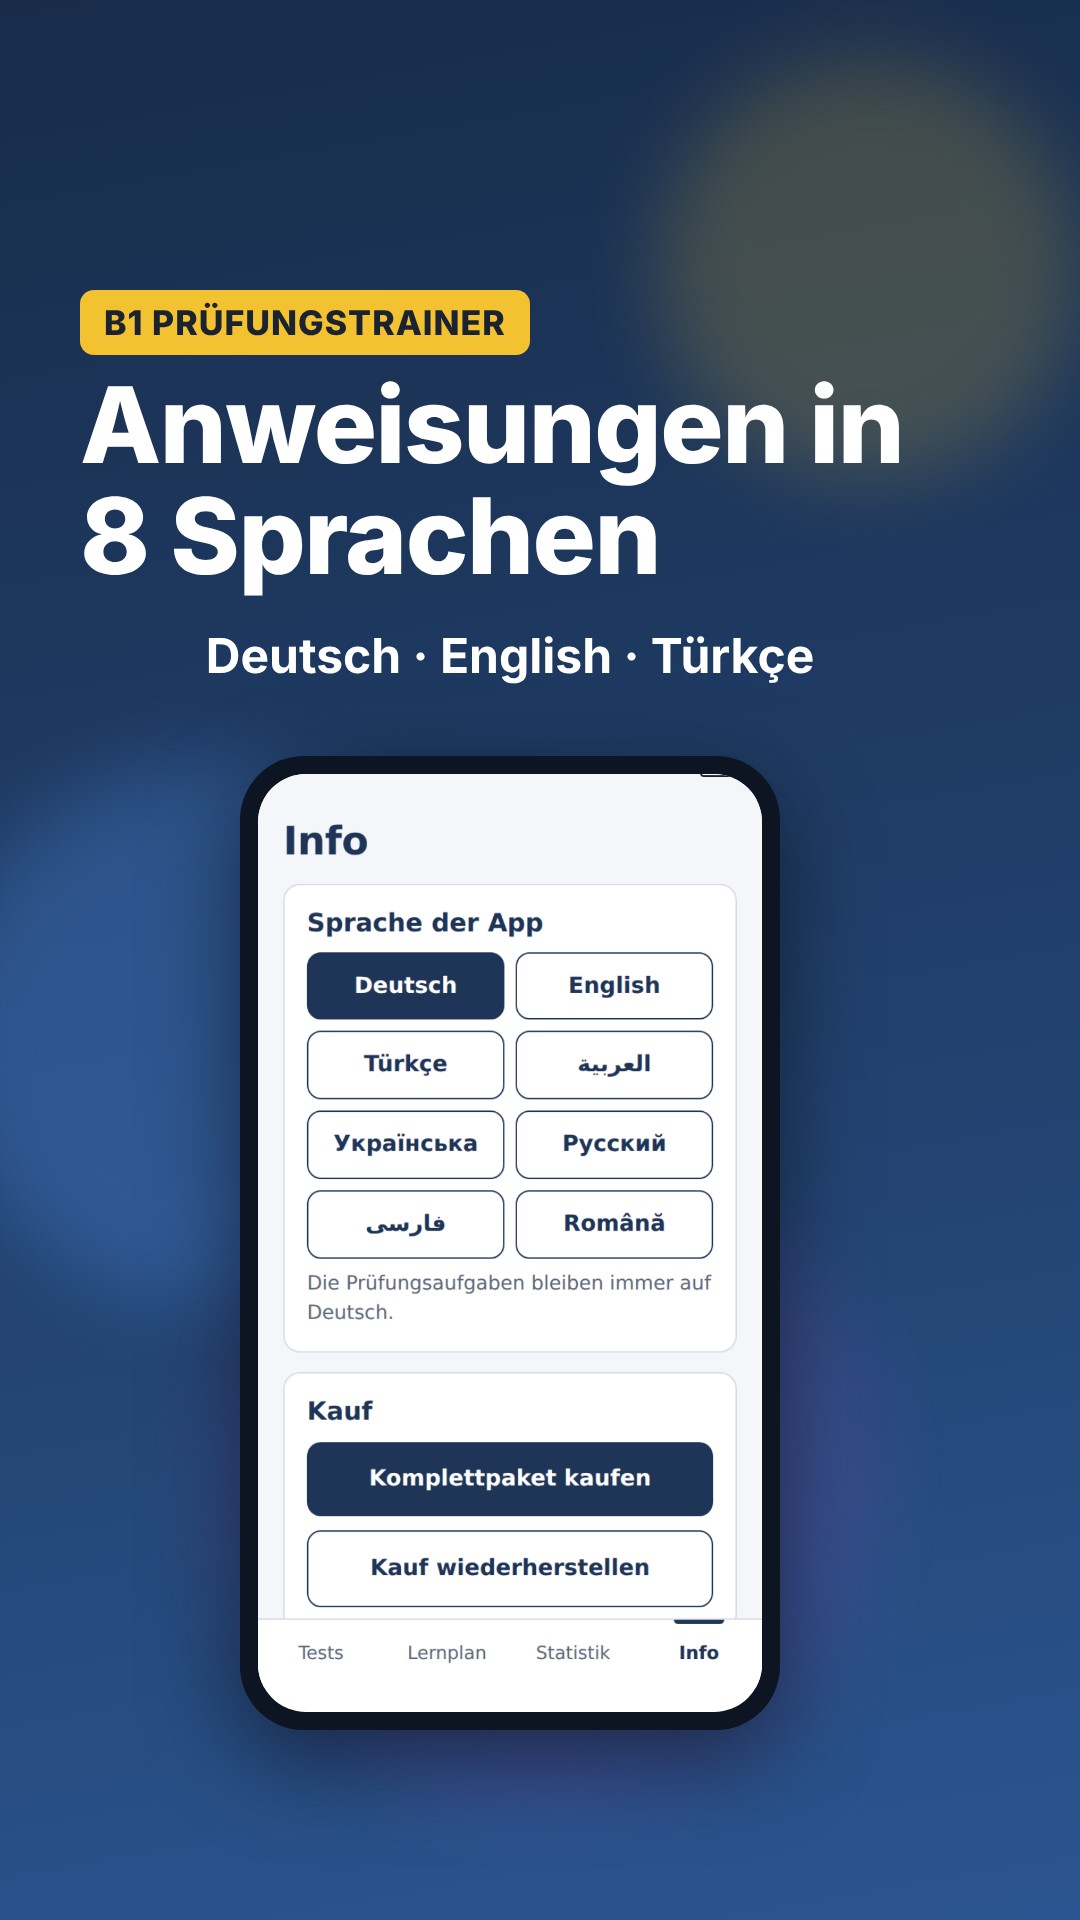 B1 PRÜFUNGSTRAINER
Anweisungen in
8 Sprachen
Deutsch · English · Türkçe
Info
Sprache der App
Deutsch
English
Türkçe
العربية
Українська
Русский
فارسی
Română
Die Prüfungsaufgaben bleiben immer auf
Deutsch.
Kauf
Komplettpaket kaufen
Kauf wiederherstellen
Tests
Lernplan
Statistik
Info